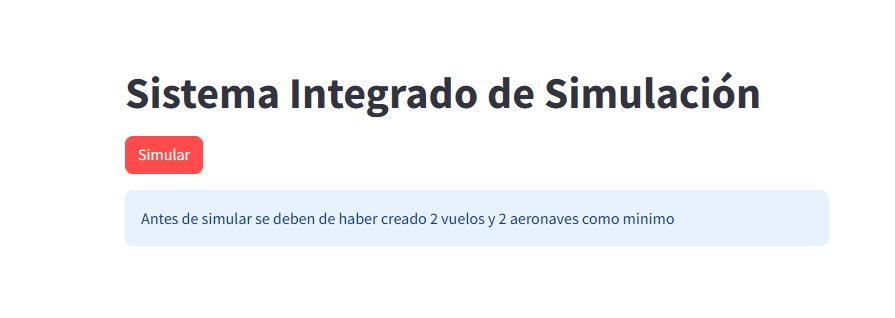 Sistema Integrado de Simulación
Simular
Antes de simular se deben de haber creado 2 vuelos y 2 aeronaves como minimo